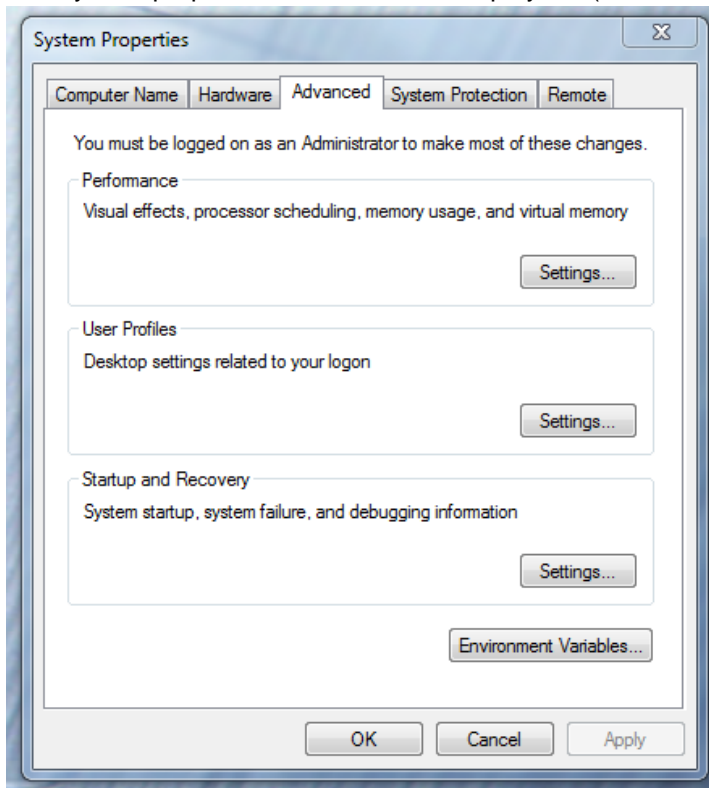 System Properties
Computer Name Hardware Advanced System Protection Remote
You must be logged on as an Administrator to make most of these changes.
Performance
Visual effects, processor scheduling, memory usage, and virtual memory
Settings...
User Profiles
Desktop settings related to your logon
Settings...
Startup and Recovery
System startup, system failure, and debugging information
Settings...
Environment Variables...
OK Cancel Apply